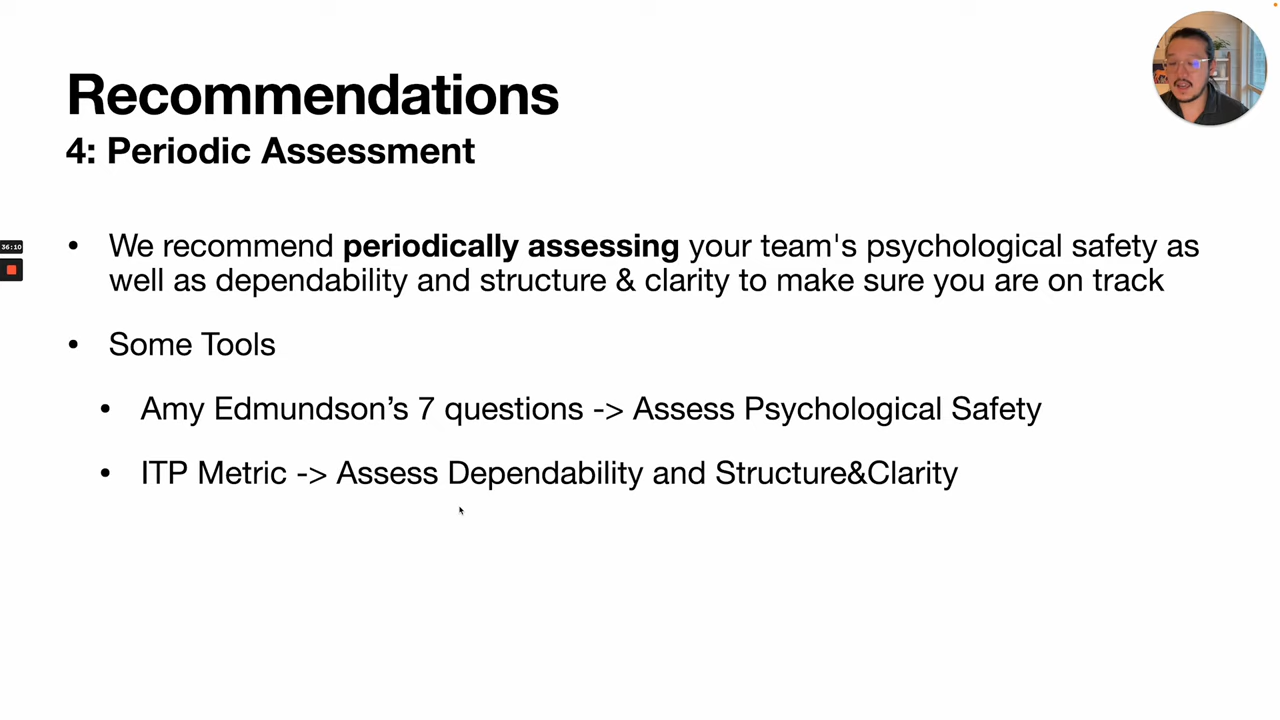 Recommendations
4: Periodic Assessment
36:10
• We recommend periodically assessing your team's psychological safety as
well as dependability and structure & clarity to make sure you are on track
• Some Tools
• Amy Edmundson’s 7 questions -> Assess Psychological Safety
• ITP Metric -> Assess Dependability and Structure&Clarity